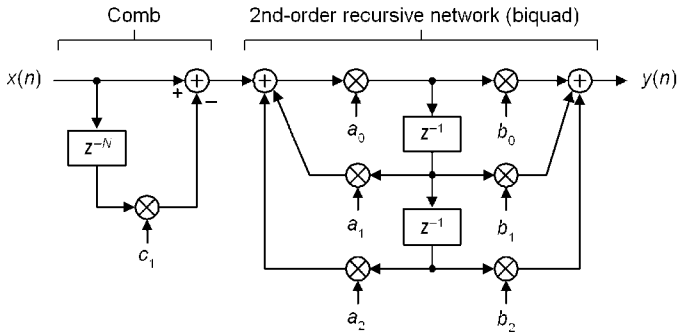 Comb
2nd-order recursive network (biquad)
x(n)
+
−
y(n)
a₀
b₀
z⁻ᴺ
z⁻¹
a₁
b₁
c₁
z⁻¹
a₂
b₂